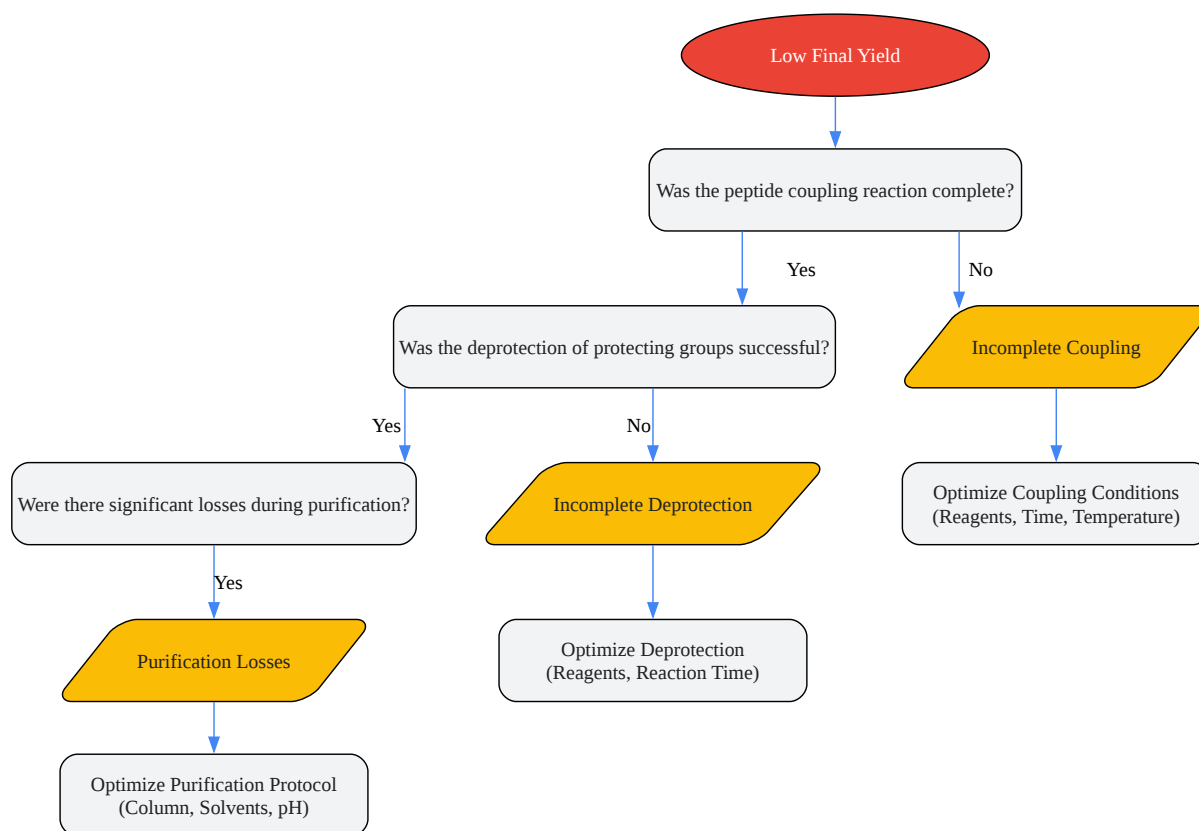 Low Final Yield
Was the peptide coupling reaction complete?
Yes
No
Was the deprotection of protecting groups successful?
Incomplete Coupling
Yes
No
Were there significant losses during purification?
Incomplete Deprotection
Optimize Coupling Conditions
(Reagents, Time, Temperature)
Yes
Purification Losses
Optimize Deprotection
(Reagents, Reaction Time)
Optimize Purification Protocol
(Column, Solvents, pH)